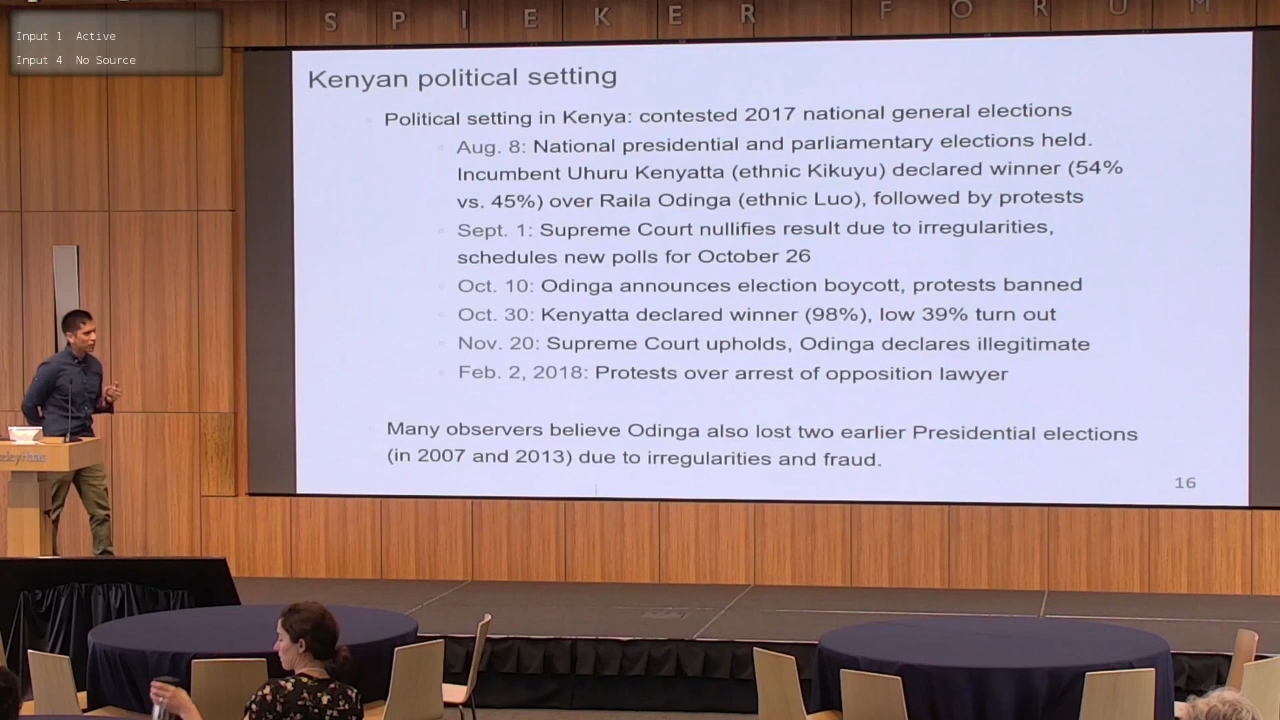 SPIEKER FORUM
Input 1 Active
Input 4 No Source
Kenyan political setting
Political setting in Kenya: contested 2017 national general elections
Aug. 8: National presidential and parliamentary elections held.
Incumbent Uhuru Kenyatta (ethnic Kikuyu) declared winner (54%
vs. 45%) over Raila Odinga (ethnic Luo), followed by protests
Sept. 1: Supreme Court nullifies result due to irregularities,
schedules new polls for October 26
Oct. 10: Odinga announces election boycott, protests banned
Oct. 30: Kenyatta declared winner (98%), low 39% turn out
Nov. 20: Supreme Court upholds, Odinga declares illegitimate
Feb. 2, 2018: Protests over arrest of opposition lawyer
Many observers believe Odinga also lost two earlier Presidential elections
(in 2007 and 2013) due to irregularities and fraud.
16